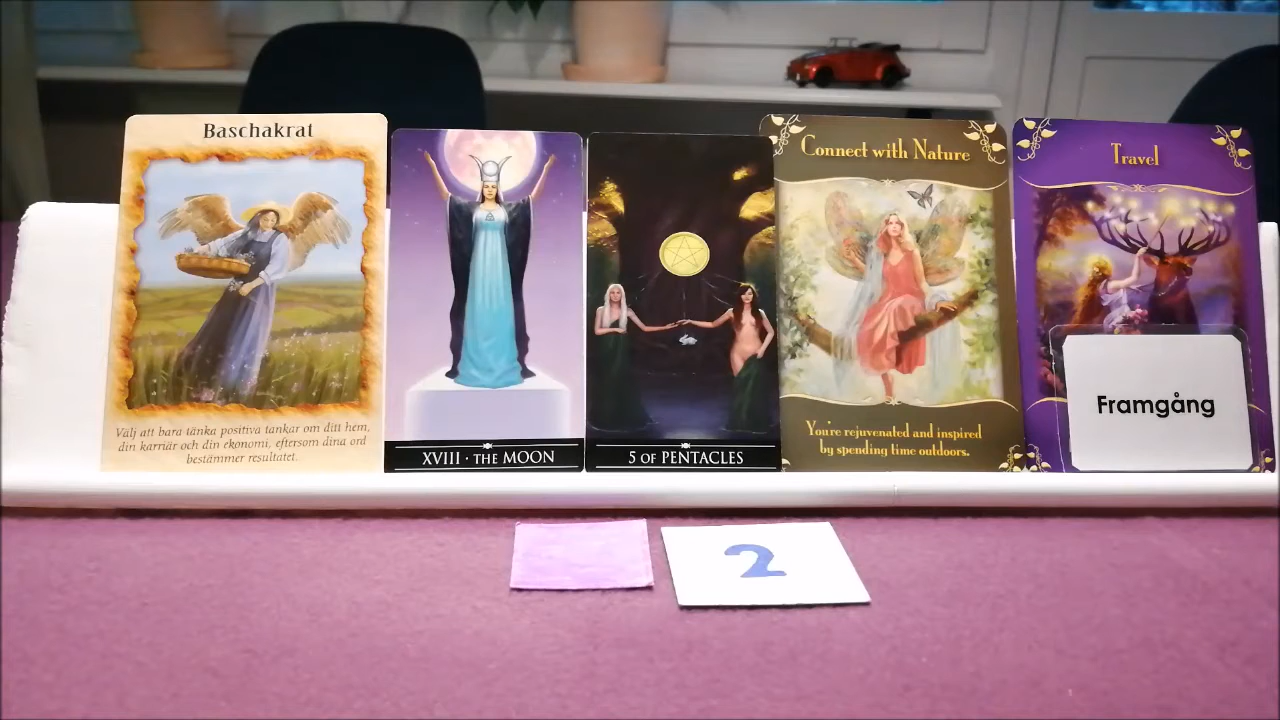 Baschakrat
Välj att bara tänka positiva tankar om ditt hem,
din karriär och din ekonomi, eftersom dina ord
bestämmer resultatet.
XVIII · THE MOON
5 OF PENTACLES
Connect with Nature
You're rejuvenated and inspired
by spending time outdoors.
Travel
Framgång
2